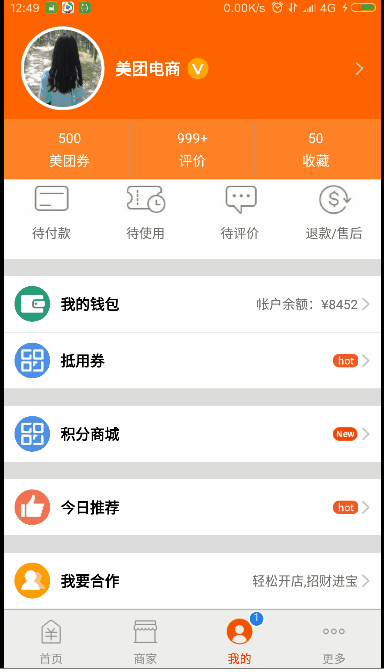 12:49 0.00K/s 4G
美团电商 V
500 999+ 50
美团券 评价 收藏
待付款 待使用 待评价 退款/售后
我的钱包 帐户余额：¥8452
抵用券 hot
积分商城 New
今日推荐 hot
我要合作 轻松开店,招财进宝
1
首页 商家 我的 更多